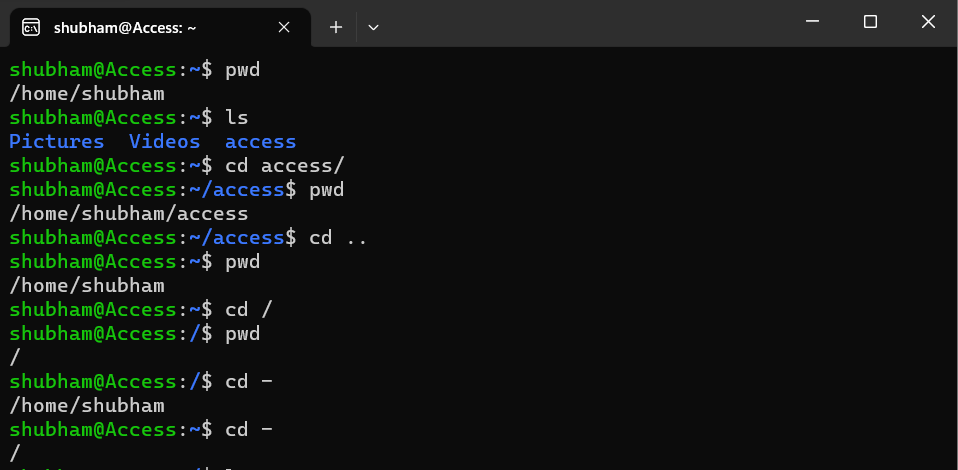 shubham@Access: ~
shubham@Access:~$ pwd
/home/shubham
shubham@Access:~$ ls
Pictures  Videos  access
shubham@Access:~$ cd access/
shubham@Access:~/access$ pwd
/home/shubham/access
shubham@Access:~/access$ cd ..
shubham@Access:~$ pwd
/home/shubham
shubham@Access:~$ cd /
shubham@Access:/$ pwd
/
shubham@Access:/$ cd -
/home/shubham
shubham@Access:~$ cd -
/